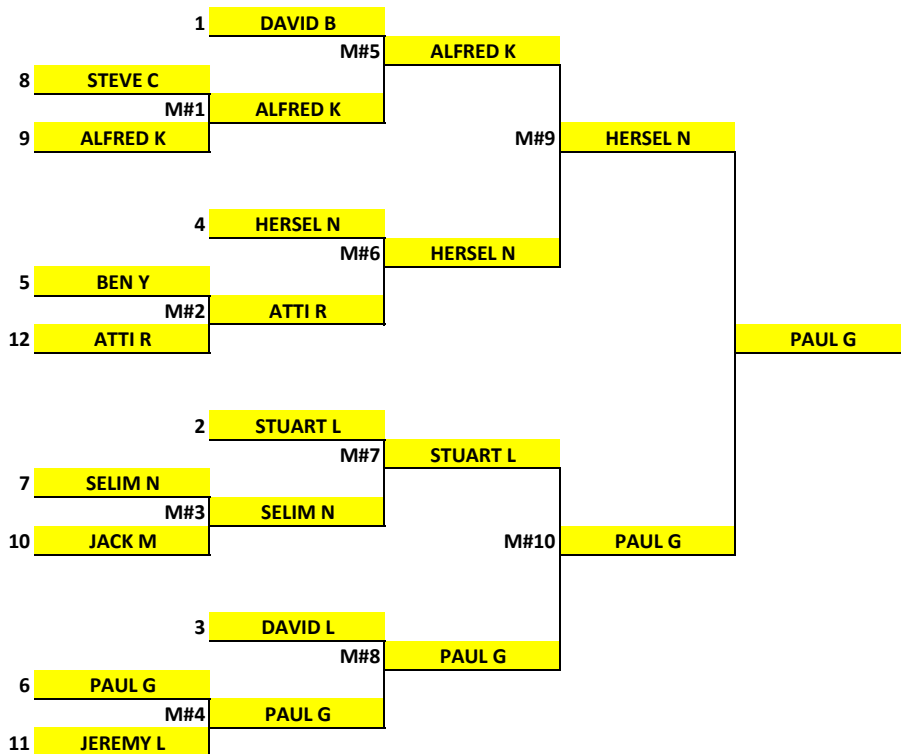 1 DAVID B
M#5 ALFRED K
8 STEVE C
M#1 ALFRED K
9 ALFRED K
M#9 HERSEL N
4 HERSEL N
M#6 HERSEL N
5 BEN Y
M#2 ATTI R
12 ATTI R
PAUL G
2 STUART L
M#7 STUART L
7 SELIM N
M#3 SELIM N
10 JACK M
M#10 PAUL G
3 DAVID L
M#8 PAUL G
6 PAUL G
M#4 PAUL G
11 JEREMY L